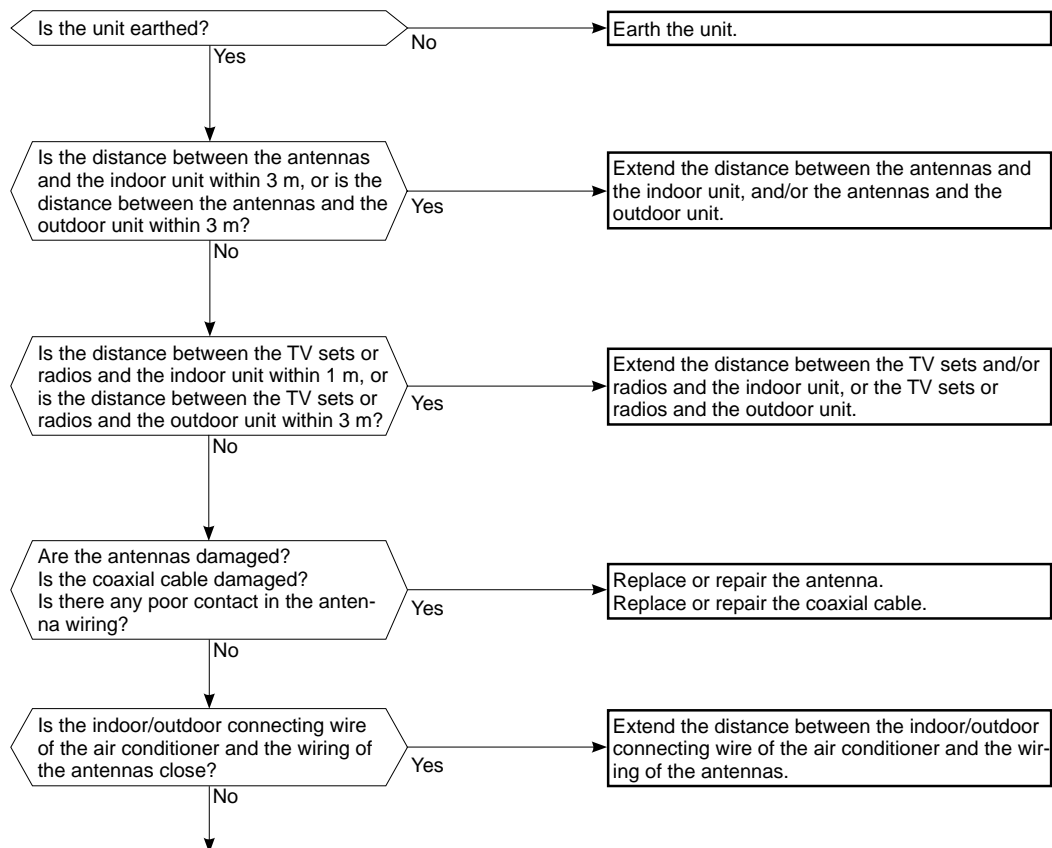 Is the unit earthed?
No
Earth the unit.
Yes
Is the distance between the antennas
and the indoor unit within 3 m, or is the
distance between the antennas and the
outdoor unit within 3 m?
Yes
Extend the distance between the antennas and
the indoor unit, and/or the antennas and the
outdoor unit.
No
Is the distance between the TV sets or
radios and the indoor unit within 1 m, or
is the distance between the TV sets or
radios and the outdoor unit within 3 m?
Yes
Extend the distance between the TV sets and/or
radios and the indoor unit, or the TV sets or
radios and the outdoor unit.
No
Are the antennas damaged?
Is the coaxial cable damaged?
Is there any poor contact in the anten-
na wiring?
Yes
Replace or repair the antenna.
Replace or repair the coaxial cable.
No
Is the indoor/outdoor connecting wire
of the air conditioner and the wiring of
the antennas close?
Yes
Extend the distance between the indoor/outdoor
connecting wire of the air conditioner and the wir-
ing of the antennas.
No